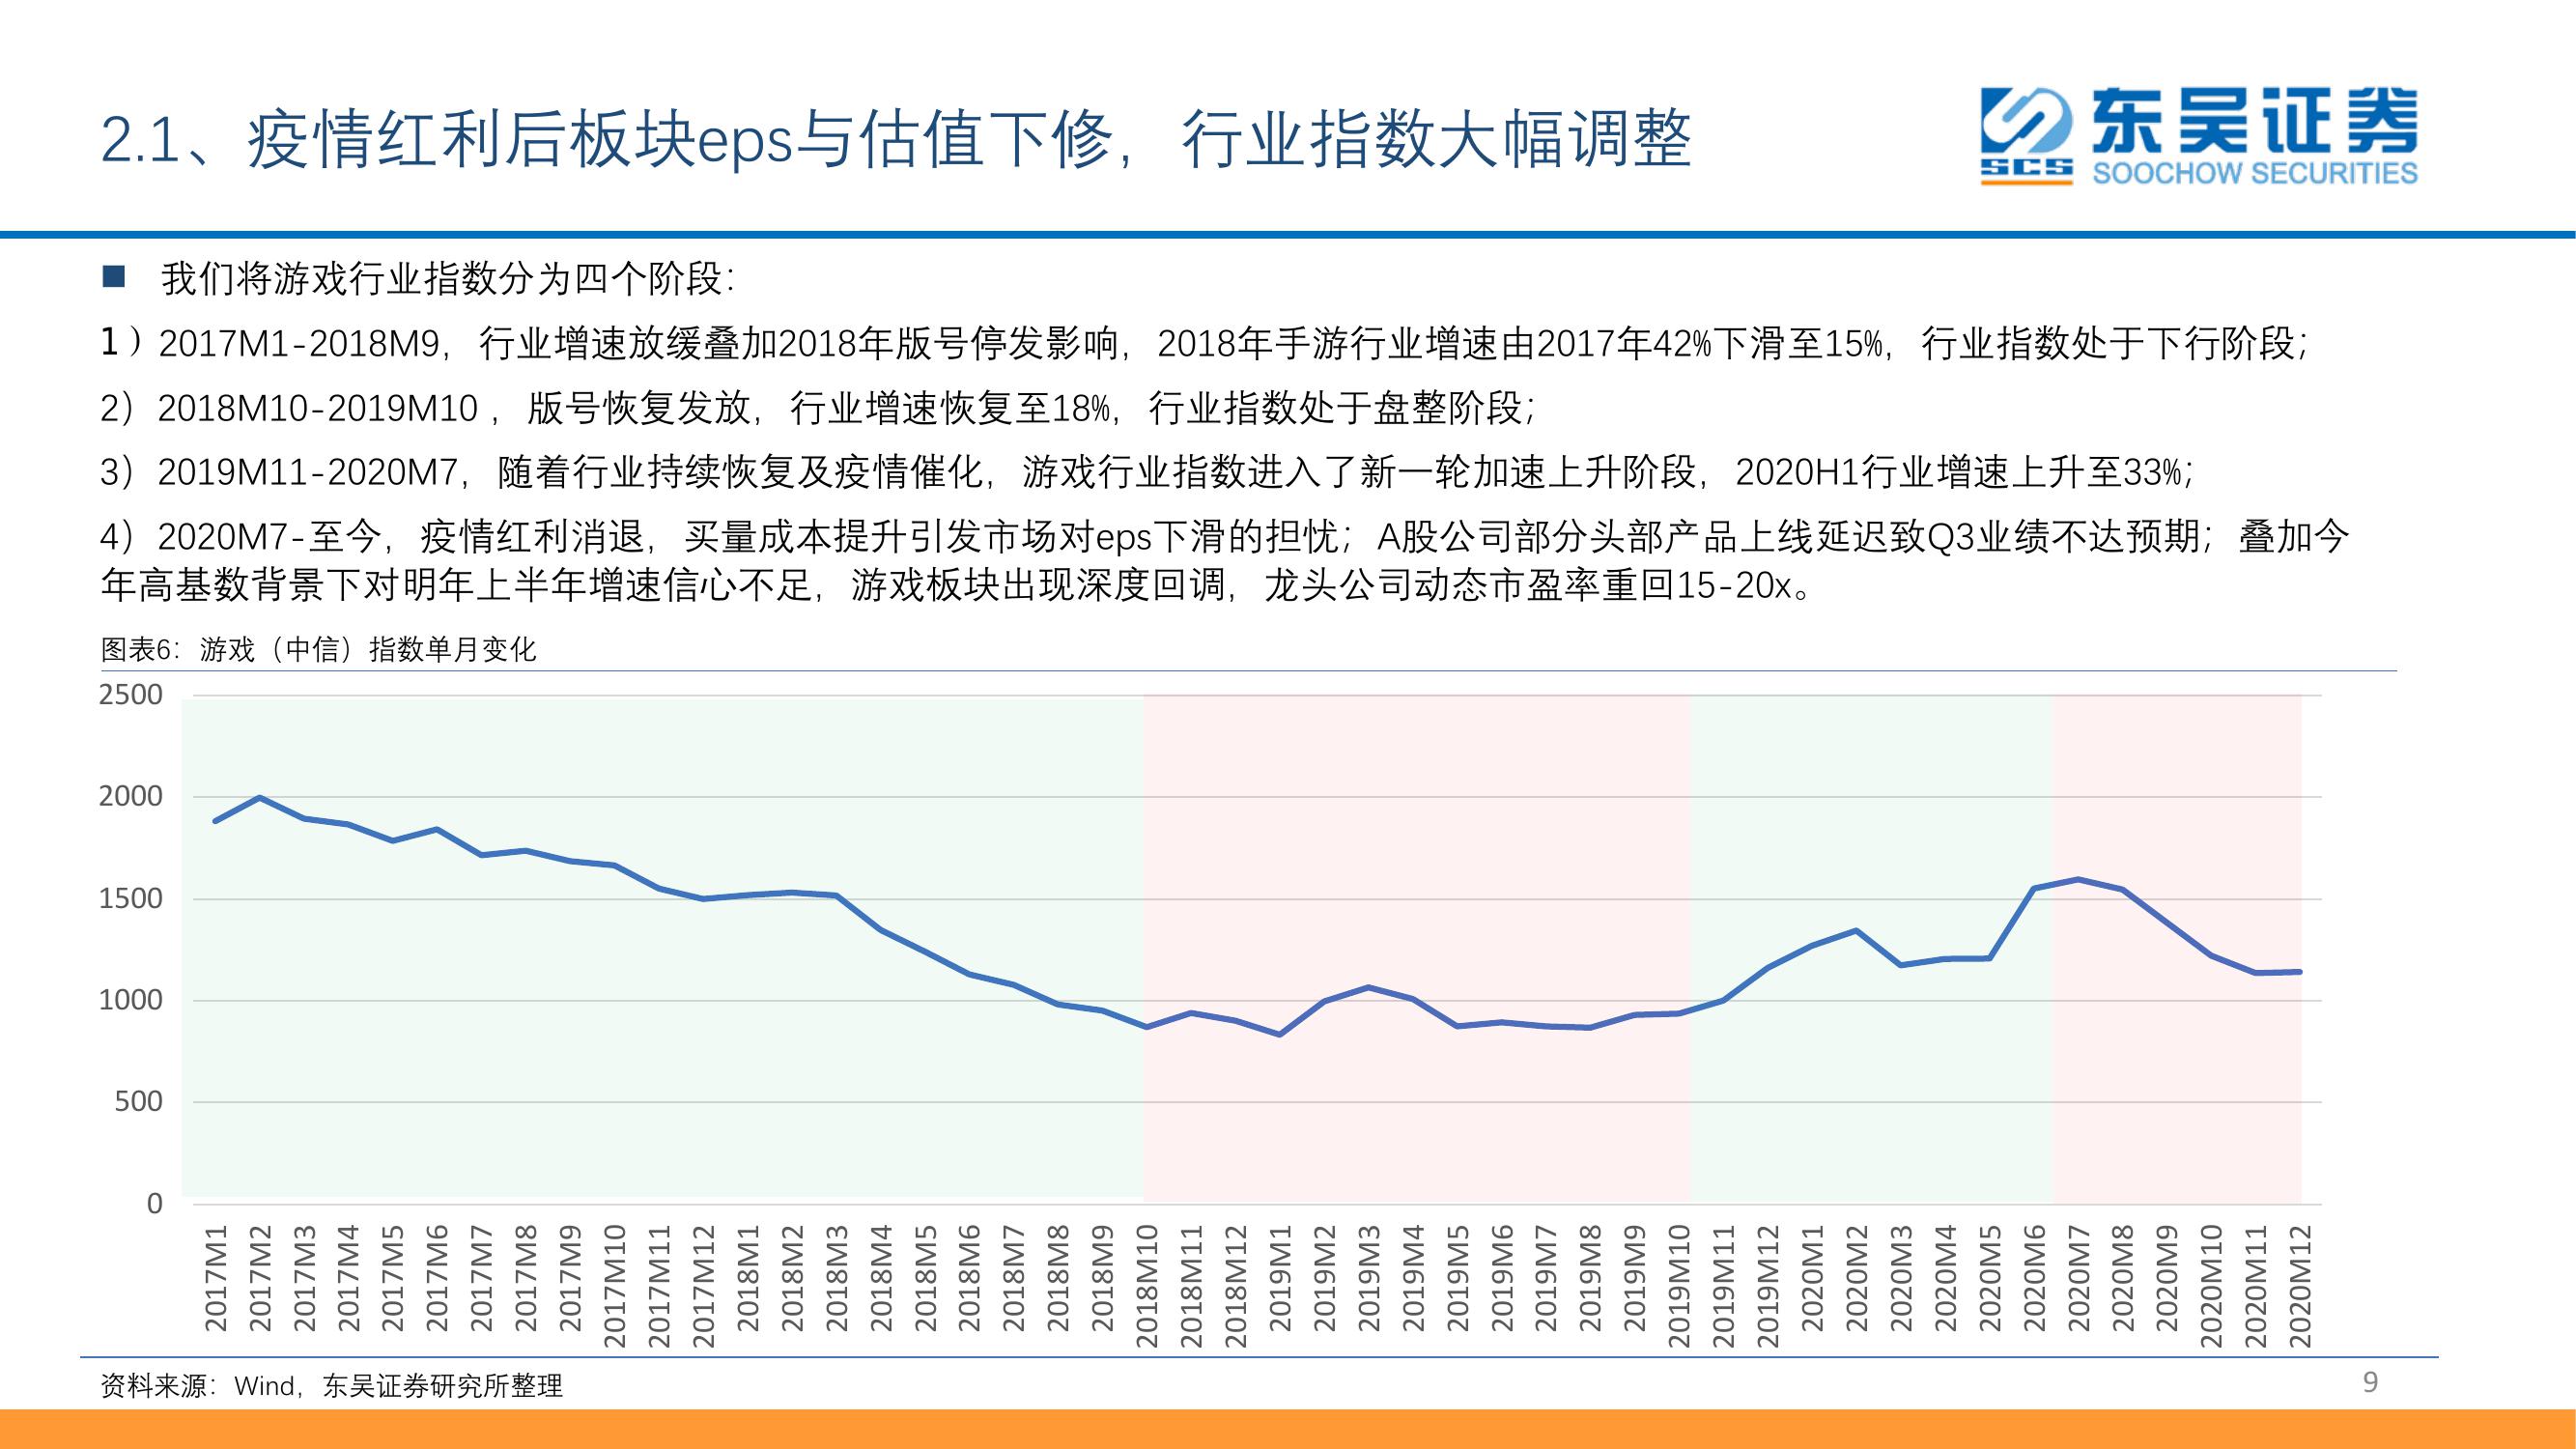 2.1、疫情红利后板块eps与估值下修，行业指数大幅调整
SCS
东吴证券
SOOCHOW SECURITIES
■ 我们将游戏行业指数分为四个阶段：
1）2017M1-2018M9，行业增速放缓叠加2018年版号停发影响，2018年手游行业增速由2017年42%下滑至15%，行业指数处于下行阶段；
2）2018M10-2019M10 ，版号恢复发放，行业增速恢复至18%，行业指数处于盘整阶段；
3）2019M11-2020M7，随着行业持续恢复及疫情催化，游戏行业指数进入了新一轮加速上升阶段，2020H1行业增速上升至33%；
4）2020M7-至今，疫情红利消退，买量成本提升引发市场对eps下滑的担忧；A股公司部分头部产品上线延迟致Q3业绩不达预期；叠加今
年高基数背景下对明年上半年增速信心不足，游戏板块出现深度回调，龙头公司动态市盈率重回15-20x。
图表6：游戏（中信）指数单月变化
2500
2000
1500
1000
500
0
2017M1
2017M2
2017M3
2017M4
2017M5
2017M6
2017M7
2017M8
2017M9
2017M10
2017M11
2017M12
2018M1
2018M2
2018M3
2018M4
2018M5
2018M6
2018M7
2018M8
2018M9
2018M10
2018M11
2018M12
2019M1
2019M2
2019M3
2019M4
2019M5
2019M6
2019M7
2019M8
2019M9
2019M10
2019M11
2019M12
2020M1
2020M2
2020M3
2020M4
2020M5
2020M6
2020M7
2020M8
2020M9
2020M10
2020M11
2020M12
资料来源：Wind，东吴证券研究所整理
9